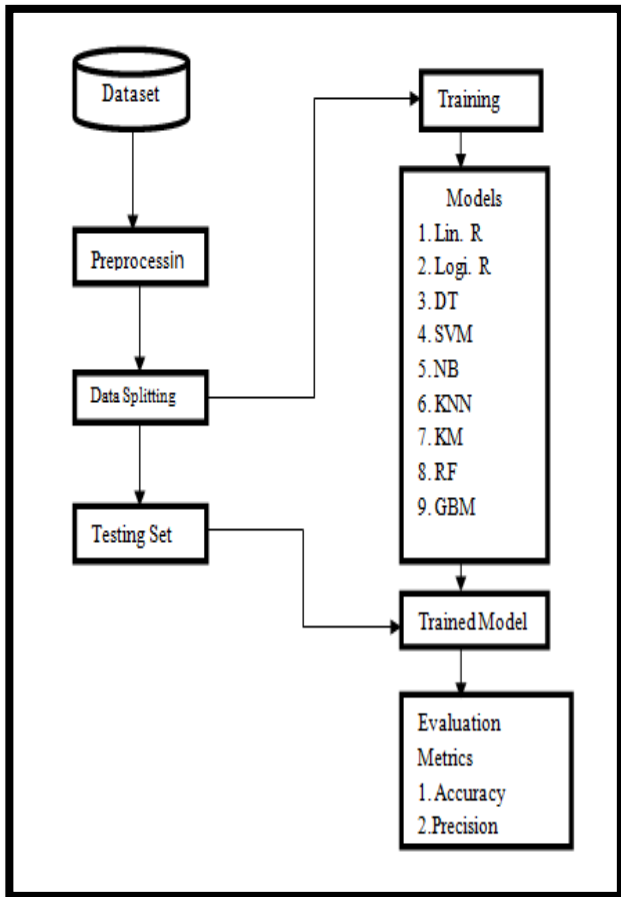 Dataset
Preprocessin
Data Splitting
Testing Set
Training
Models
1. Lin. R
2. Logi. R
3. DT
4. SVM
5. NB
6. KNN
7. KM
8. RF
9. GBM
Trained Model
Evaluation
Metrics
1. Accuracy
2.Precision